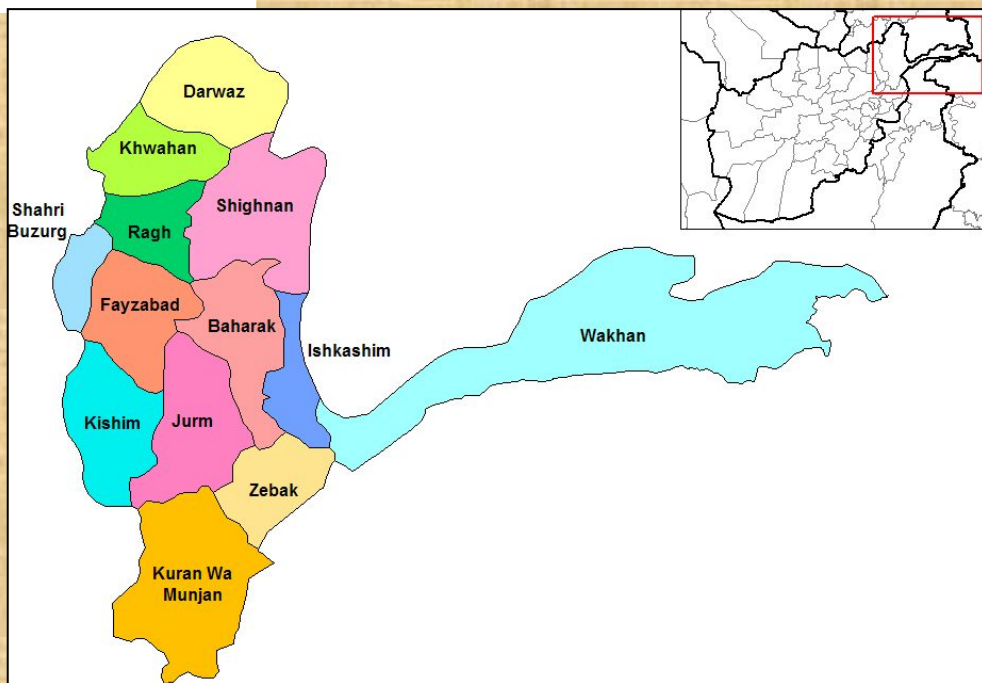 Darwaz
Khwahan
Shighnan
Shahri
Buzurg
Ragh
Fayzabad
Baharak
Wakhan
Ishkashim
Kishim
Jurm
Zebak
Kuran Wa
Munjan